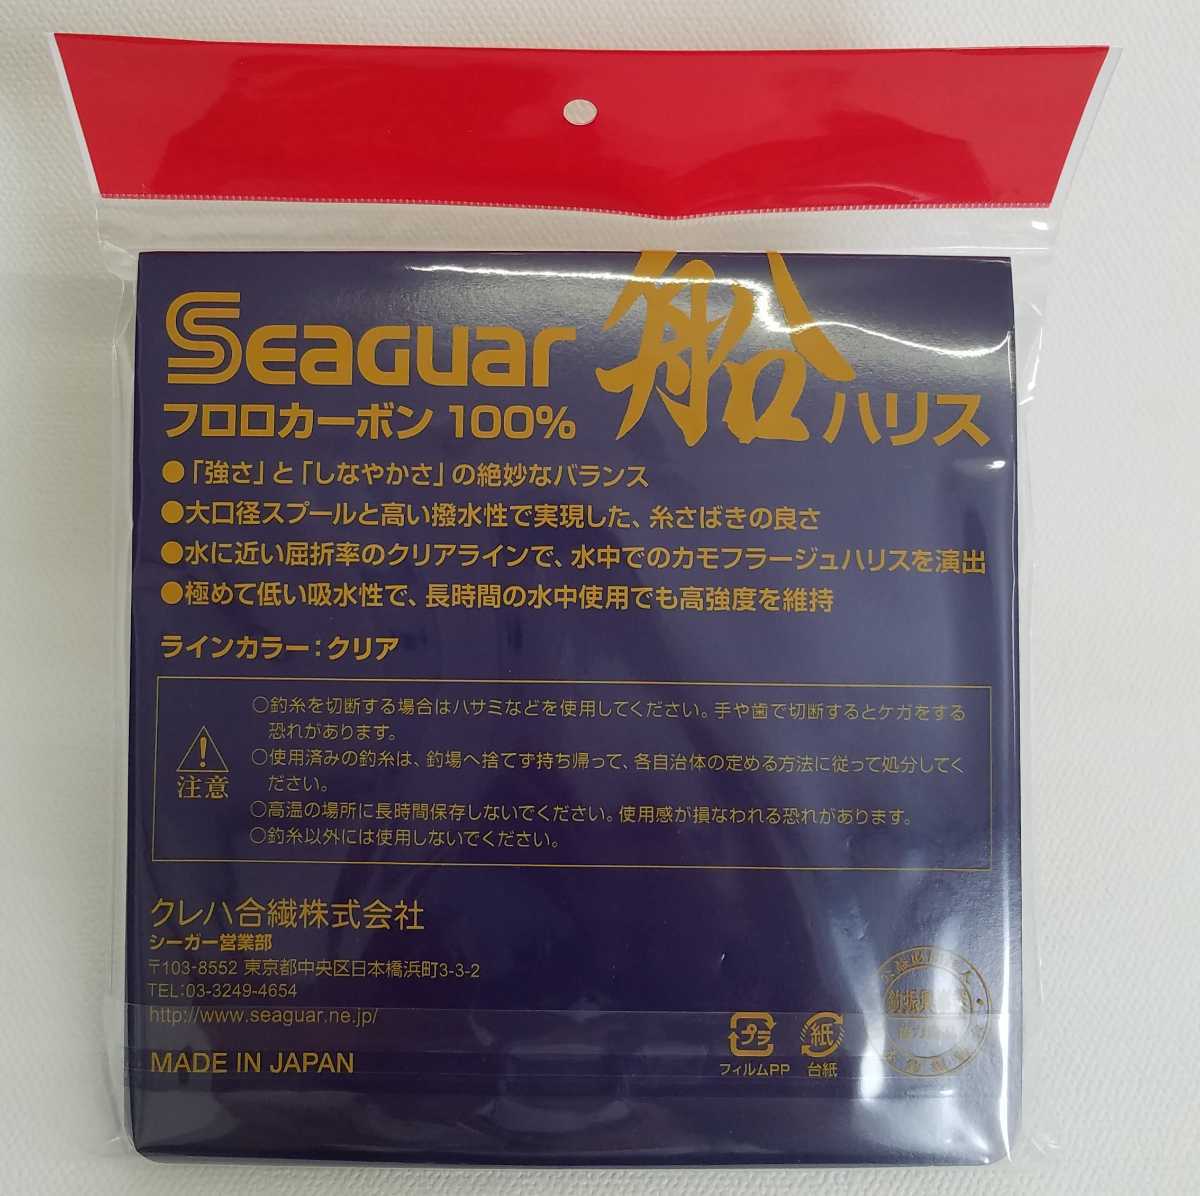 Seaguar 船ハリス
フロロカーボン 100%
●「強さ」と「しなやかさ」の絶妙なバランス
●大口径スプールと高い撥水性で実現した、糸さばきの良さ
●水に近い屈折率のクリアラインで、水中でのカモフラージュハリスを演出
●極めて低い吸水性で、長時間の水中使用でも高強度を維持
ラインカラー：クリア
○釣糸を切断する場合はハサミなどを使用してください。手や歯で切断するとケガをする
恐れがあります。
○使用済みの釣糸は、釣場へ捨てず持ち帰って、各自治体の定める方法に従って処分してく
ださい。
○高温の場所に長時間保存しないでください。使用感が損なわれる恐れがあります。
○釣糸以外には使用しないでください。
注意
クレハ合繊株式会社
シーガー営業部
〒103-8552 東京都中央区日本橋浜町3-3-2
TEL:03-3249-4654
http://www.seaguar.ne.jp/
MADE IN JAPAN
プラ
フィルムPP
紙
台紙